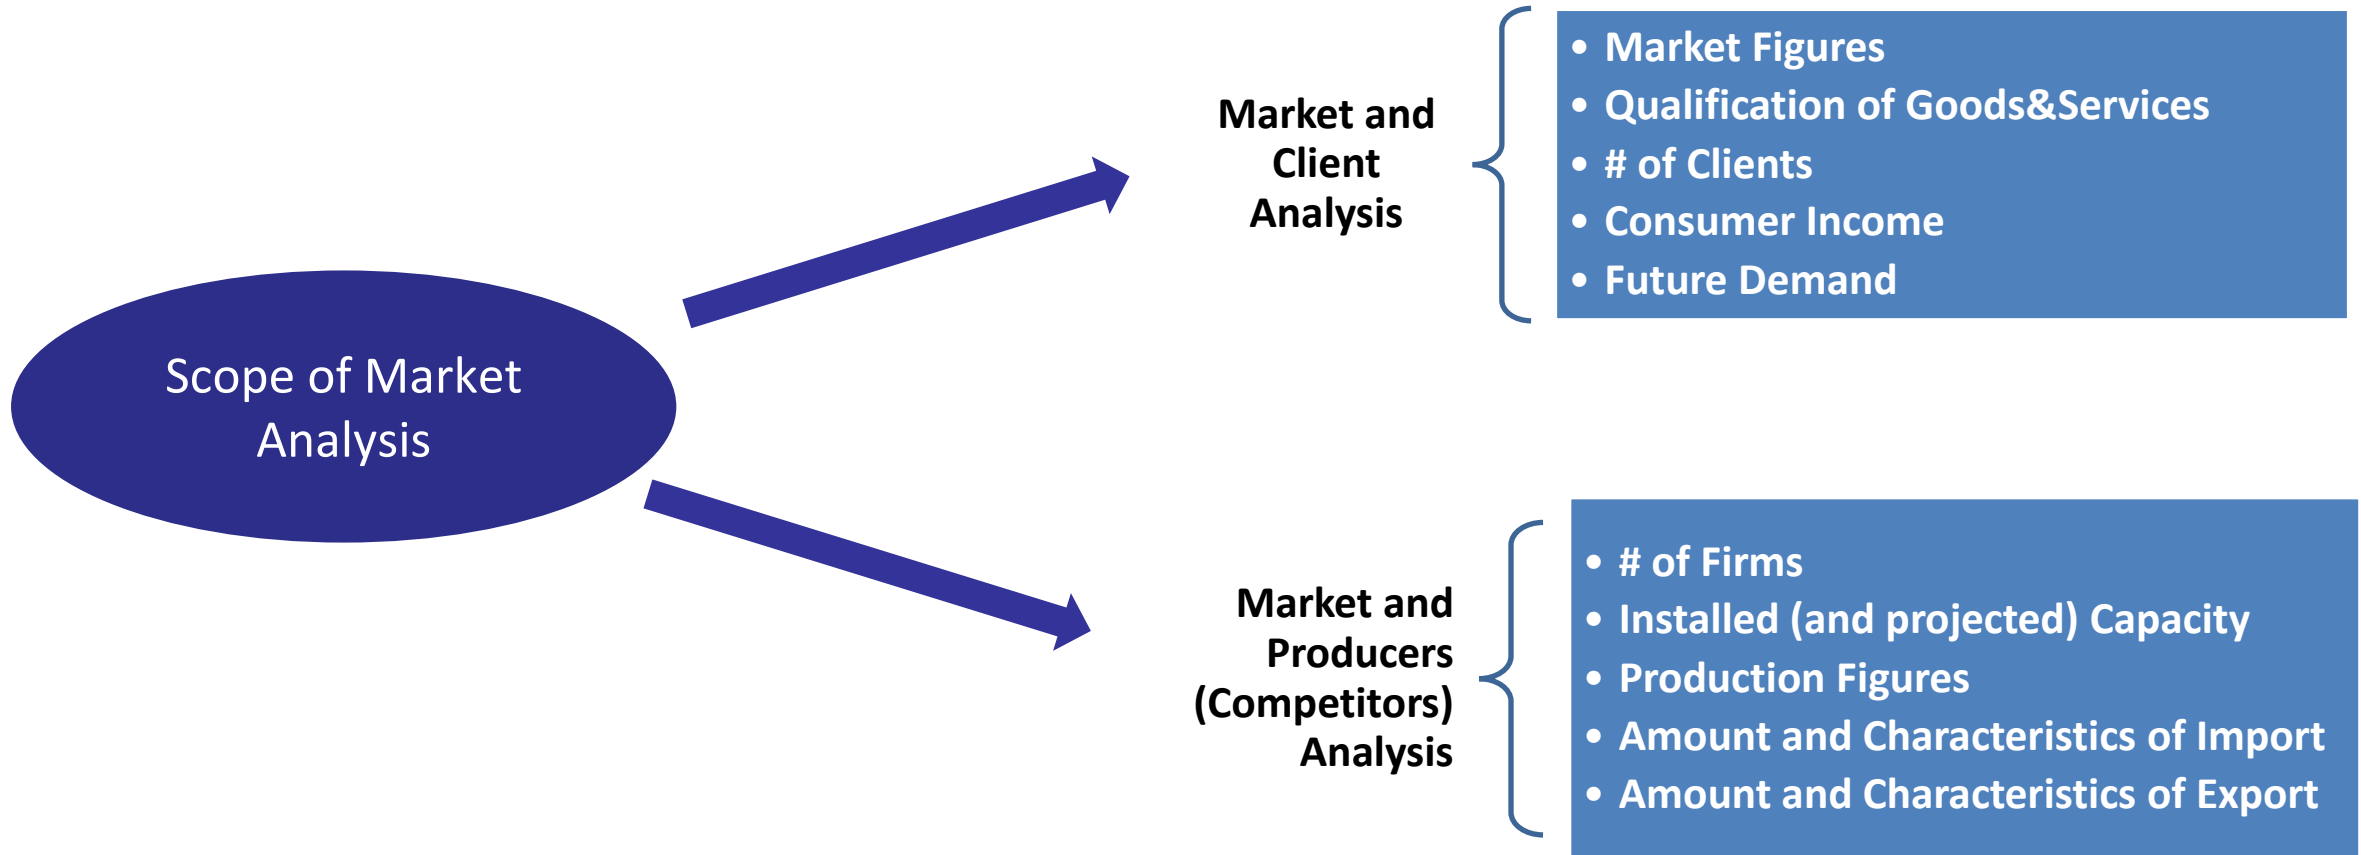 Scope of Market
Analysis
Market and
Client
Analysis
• Market Figures
• Qualification of Goods&Services
• # of Clients
• Consumer Income
• Future Demand
Market and
Producers
(Competitors)
Analysis
• # of Firms
• Installed (and projected) Capacity
• Production Figures
• Amount and Characteristics of Import
• Amount and Characteristics of Export